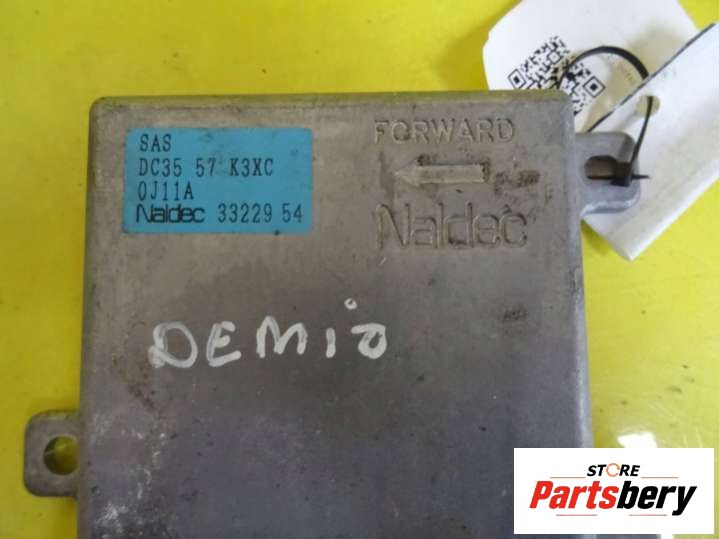 SAS
DC35 57 K3XC
0J11A
Naldec 33229 54
FORWARD
Naldec
DEMIO
STORE
Partsbery